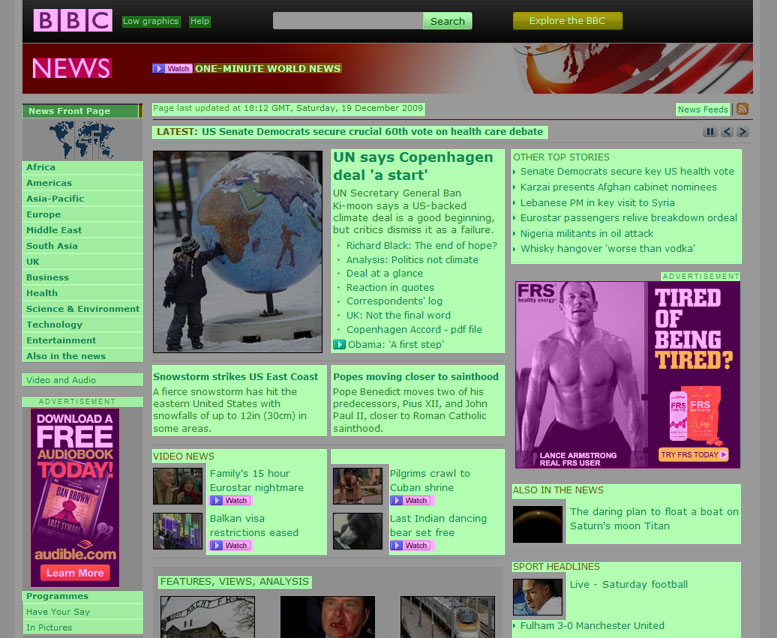 BBC
Low graphics
Help
Search
Explore the BBC
NEWS
Watch ONE-MINUTE WORLD NEWS
News Front Page
Africa
Americas
Asia-Pacific
Europe
Middle East
South Asia
UK
Business
Health
Science & Environment
Technology
Entertainment
Also in the news
Video and Audio
ADVERTISEMENT
DOWNLOAD A
FREE
AUDIOBOOK
TODAY!
DAN BROWN
LOST SYMBOL
audible.com
Learn More
Programmes
Have Your Say
In Pictures
Page last updated at 18:12 GMT, Saturday, 19 December 2009
News Feeds
LATEST: US Senate Democrats secure crucial 60th vote on health care debate
UN says Copenhagen
deal 'a start'
UN Secretary General Ban
Ki-moon says a US-backed
climate deal is a good beginning,
but critics dismiss it as a failure.
Richard Black: The end of hope?
Analysis: Politics not climate
Deal at a glance
Reaction in quotes
Correspondents' log
UK: Not the final word
Copenhagen Accord - pdf file
Obama: 'A first step'
Snowstorm strikes US East Coast
A fierce snowstorm has hit the
eastern United States with
snowfalls of up to 12in (30cm) in
some areas.
Popes moving closer to sainthood
Pope Benedict moves two of his
predecessors, Pius XII, and John
Paul II, closer to Roman Catholic
sainthood.
VIDEO NEWS
Family's 15 hour
Eurostar nightmare
Watch
Pilgrims crawl to
Cuban shrine
Watch
Balkan visa
restrictions eased
Watch
Last Indian dancing
bear set free
Watch
FEATURES, VIEWS, ANALYSIS
OTHER TOP STORIES
Senate Democrats secure key US health vote
Karzai presents Afghan cabinet nominees
Lebanese PM in key visit to Syria
Eurostar passengers relive breakdown ordeal
Nigeria militants in oil attack
Whisky hangover 'worse than vodka'
ADVERTISEMENT
FRS
healthy energy
TIRED
OF
BEING
TIRED?
FRS
FRS
LANCE ARMSTRONG
REAL FRS USER
TRY FRS TODAY
ALSO IN THE NEWS
The daring plan to float a boat on
Saturn's moon Titan
SPORT HEADLINES
Live - Saturday football
Fulham 3-0 Manchester United